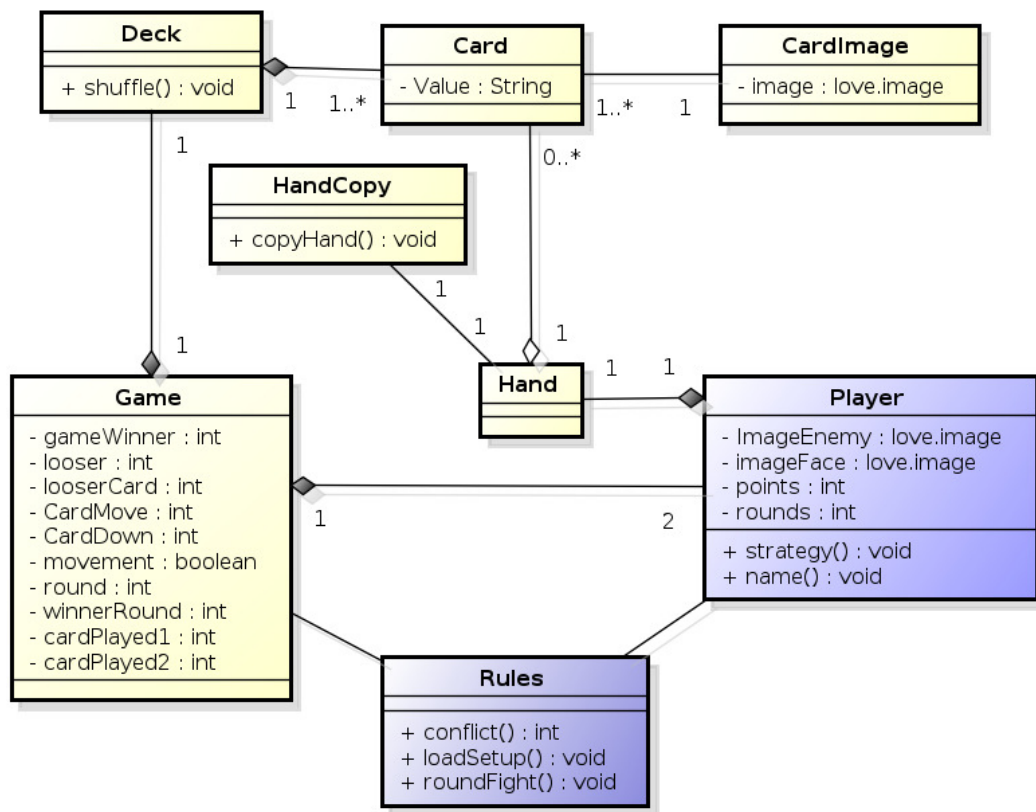 Deck
+ shuffle() : void
Card
- Value : String
CardImage
- image : love.image
1
1..*
1..*
1
1
0..*
HandCopy
+ copyHand() : void
1
1
1
1
Hand
1
1
Game
- gameWinner : int
- looser : int
- looserCard : int
- CardMove : int
- CardDown : int
- movement : boolean
- round : int
- winnerRound : int
- cardPlayed1 : int
- cardPlayed2 : int
Player
- ImageEnemy : love.image
- imageFace : love.image
- points : int
- rounds : int
+ strategy() : void
+ name() : void
1
2
Rules
+ conflict() : int
+ loadSetup() : void
+ roundFight() : void